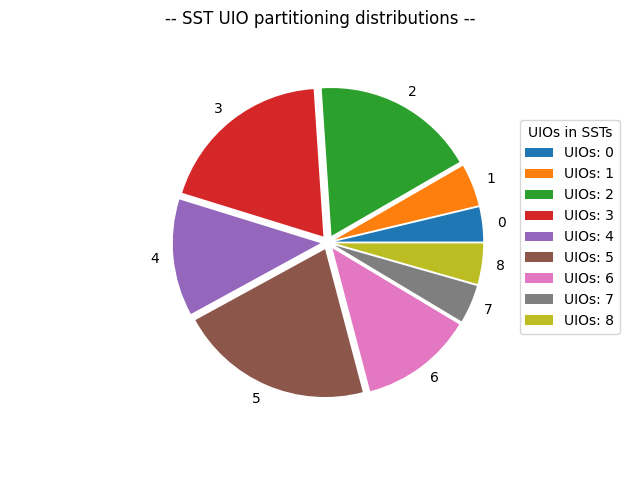 -- SST UIO partitioning distributions --
2
3
1
0
4
8
7
6
5
UIOs in SSTs
UIOs: 0
UIOs: 1
UIOs: 2
UIOs: 3
UIOs: 4
UIOs: 5
UIOs: 6
UIOs: 7
UIOs: 8